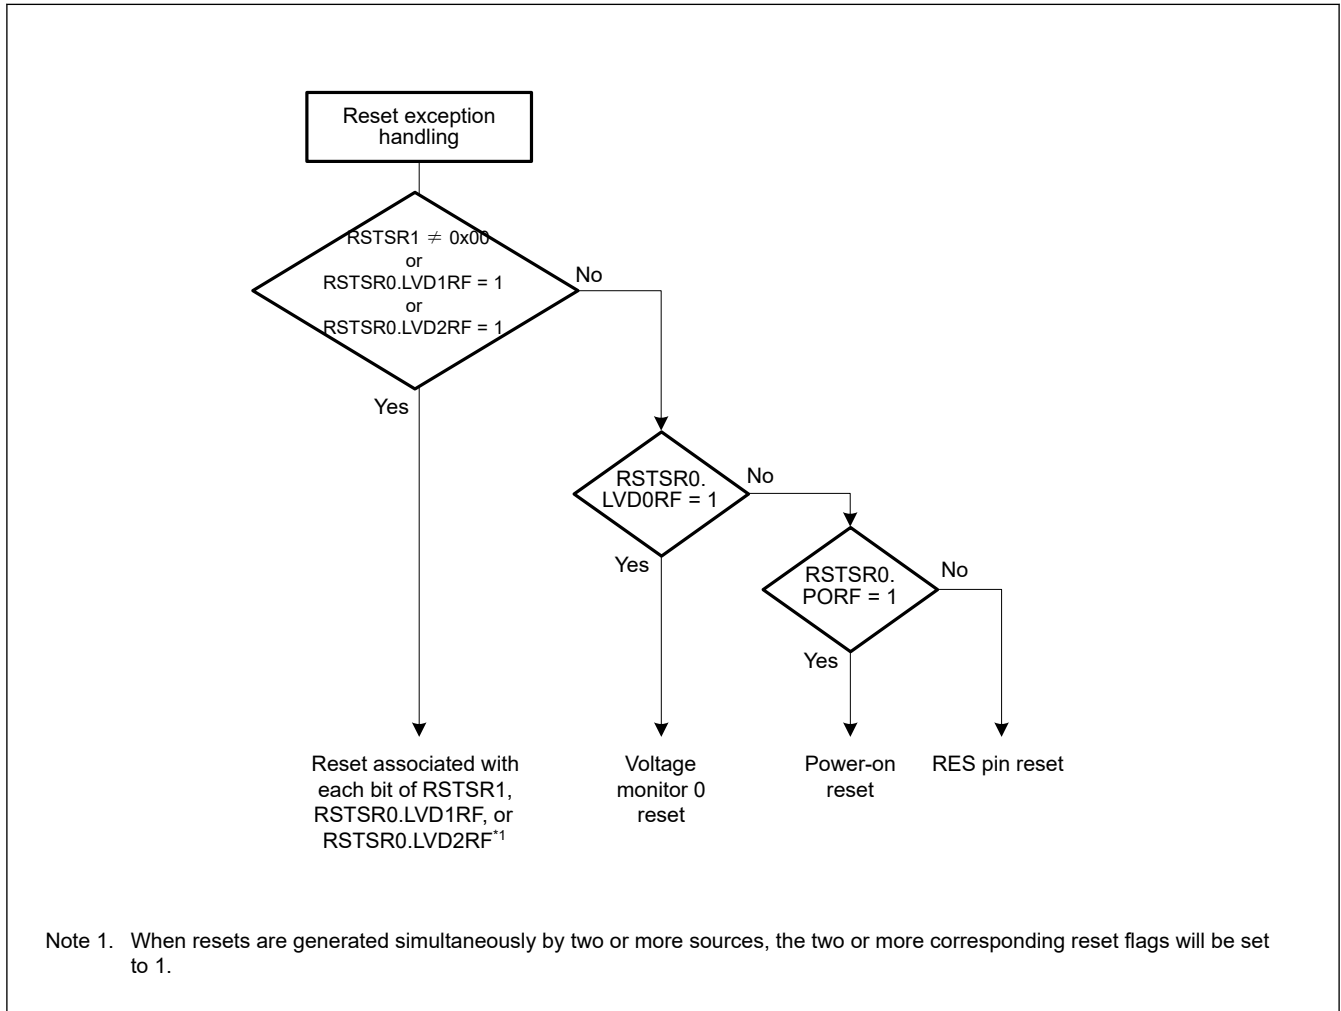 Reset exception
handling
RSTSR1 ≠ 0x00
or
RSTSR0.LVD1RF = 1
or
RSTSR0.LVD2RF = 1
No
Yes
RSTSR0.
LVD0RF = 1
No
Yes
RSTSR0.
PORF = 1
No
Yes
Reset associated with
each bit of RSTSR1,
RSTSR0.LVD1RF, or
RSTSR0.LVD2RF*1
Voltage
monitor 0
reset
Power-on
reset
RES pin reset
Note 1. When resets are generated simultaneously by two or more sources, the two or more corresponding reset flags will be set
to 1.